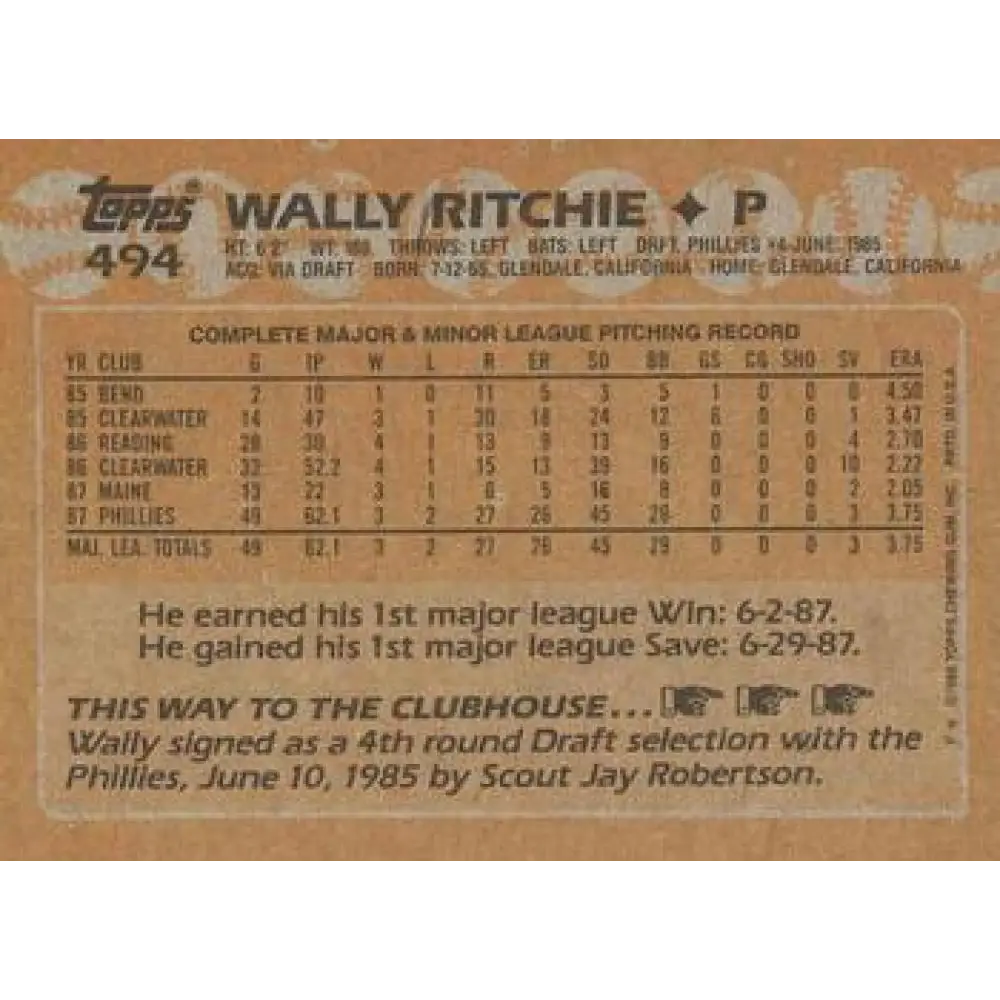 Topps® WALLY RITCHIE ✦ P
494
HT: 6'2" WT: 180 THROWS: LEFT BATS: LEFT DRFT. PHILLIES #4-JUNE, 1985
ACQ: VIA DRAFT BORN: 7-12-65, GLENDALE, CALIFORNIA HOME: GLENDALE, CALIFORNIA
COMPLETE MAJOR & MINOR LEAGUE PITCHING RECORD
YR CLUB G IP W L R ER SO BB GS CG SHO SV ERA
85 BEND 2 10 1 0 11 5 3 5 1 0 0 0 4.50
85 CLEARWATER 14 47 3 1 30 18 24 12 6 0 0 1 3.47
86 READING 28 30 4 1 13 9 13 9 0 0 0 4 2.70
86 CLEARWATER 32 52.2 4 1 15 13 39 16 0 0 0 10 2.22
87 MAINE 13 22 3 1 6 5 16 8 0 0 0 2 2.05
87 PHILLIES 49 62.1 3 2 27 26 45 29 0 0 0 3 3.75
MAJ. LEA. TOTALS 49 62.1 3 2 27 26 45 29 0 0 0 3 3.75
He earned his 1st major league Win: 6-2-87.
He gained his 1st major league Save: 6-29-87.
THIS WAY TO THE CLUBHOUSE...
Wally signed as a 4th round Draft selection with the
Phillies, June 10, 1985 by Scout Jay Robertson.
© 1988 TOPPS CHEWING GUM, INC. PRTD. IN U.S.A.